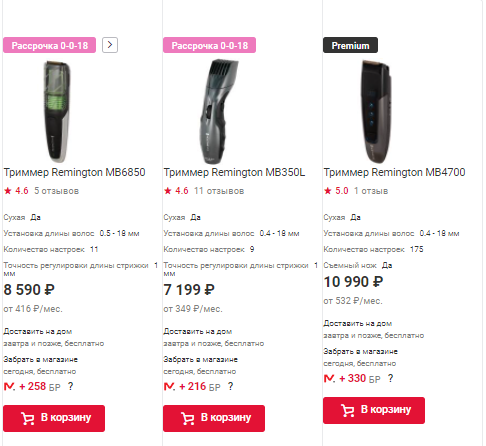 Рассрочка 0-0-18
Триммер Remington MB6850
4.6 5 отзывов
Сухая Да
Установка длины волос 0.5 - 18 мм
Количество настроек 11
Точность регулировки длины стрижки 1
мм
8 590 ₽
от 416 ₽/мес.
Доставить на дом
завтра и позже, бесплатно
Забрать в магазине
сегодня, бесплатно
+ 258 БР ?
В корзину
Рассрочка 0-0-18
Триммер Remington MB350L
4.6 11 отзывов
Сухая Да
Установка длины волос 0.4 - 18 мм
Количество настроек 9
Точность регулировки длины стрижки 1
мм
7 199 ₽
от 349 ₽/мес.
Доставить на дом
завтра и позже, бесплатно
Забрать в магазине
сегодня, бесплатно
+ 216 БР ?
В корзину
Premium
Триммер Remington MB4700
5.0 1 отзыв
Сухая Да
Установка длины волос 0.4 - 18 мм
Количество настроек 175
Съемный нож Да
10 990 ₽
от 532 ₽/мес.
Доставить на дом
завтра и позже, бесплатно
Забрать в магазине
сегодня, бесплатно
+ 330 БР ?
В корзину